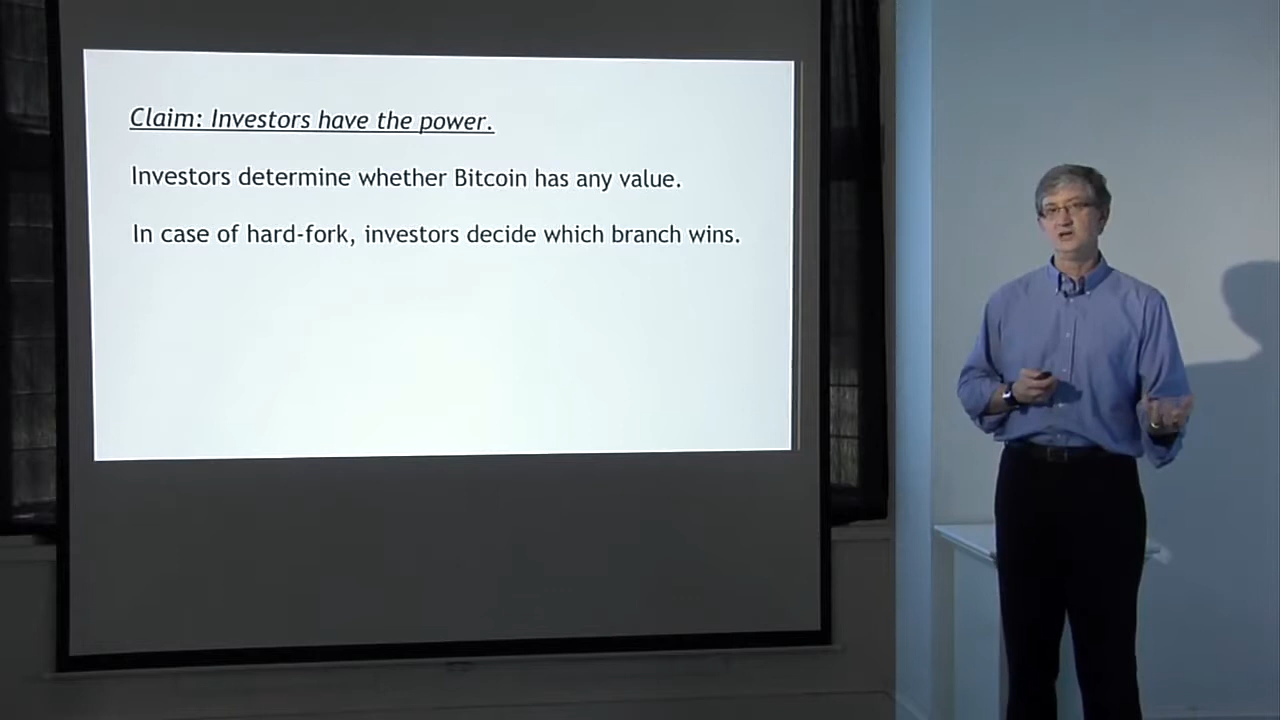 Claim: Investors have the power.
Investors determine whether Bitcoin has any value.
In case of hard-fork, investors decide which branch wins.